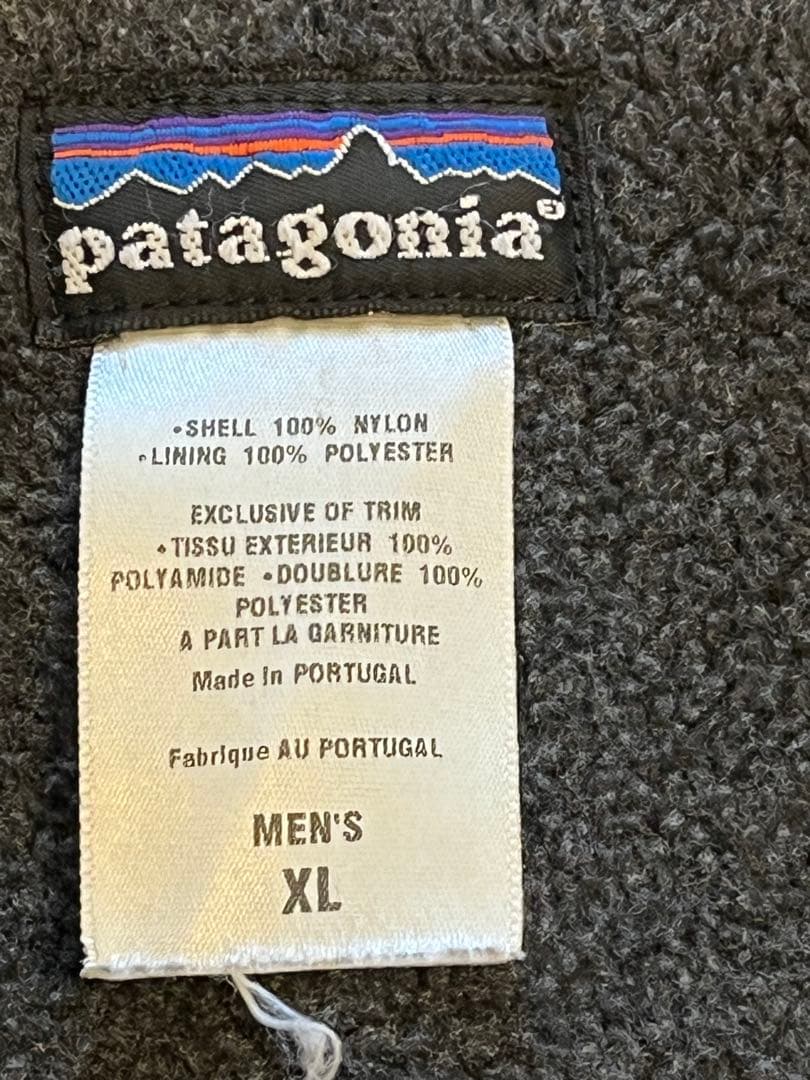 patagonia®
•SHELL 100% NYLON
•LINING 100% POLYESTER
EXCLUSIVE OF TRIM
•TISSU EXTERIEUR 100%
POLYAMIDE •DOUBLURE 100%
POLYESTER
A PART LA GARNITURE
Made in PORTUGAL
Fabrique AU PORTUGAL
MEN'S
XL